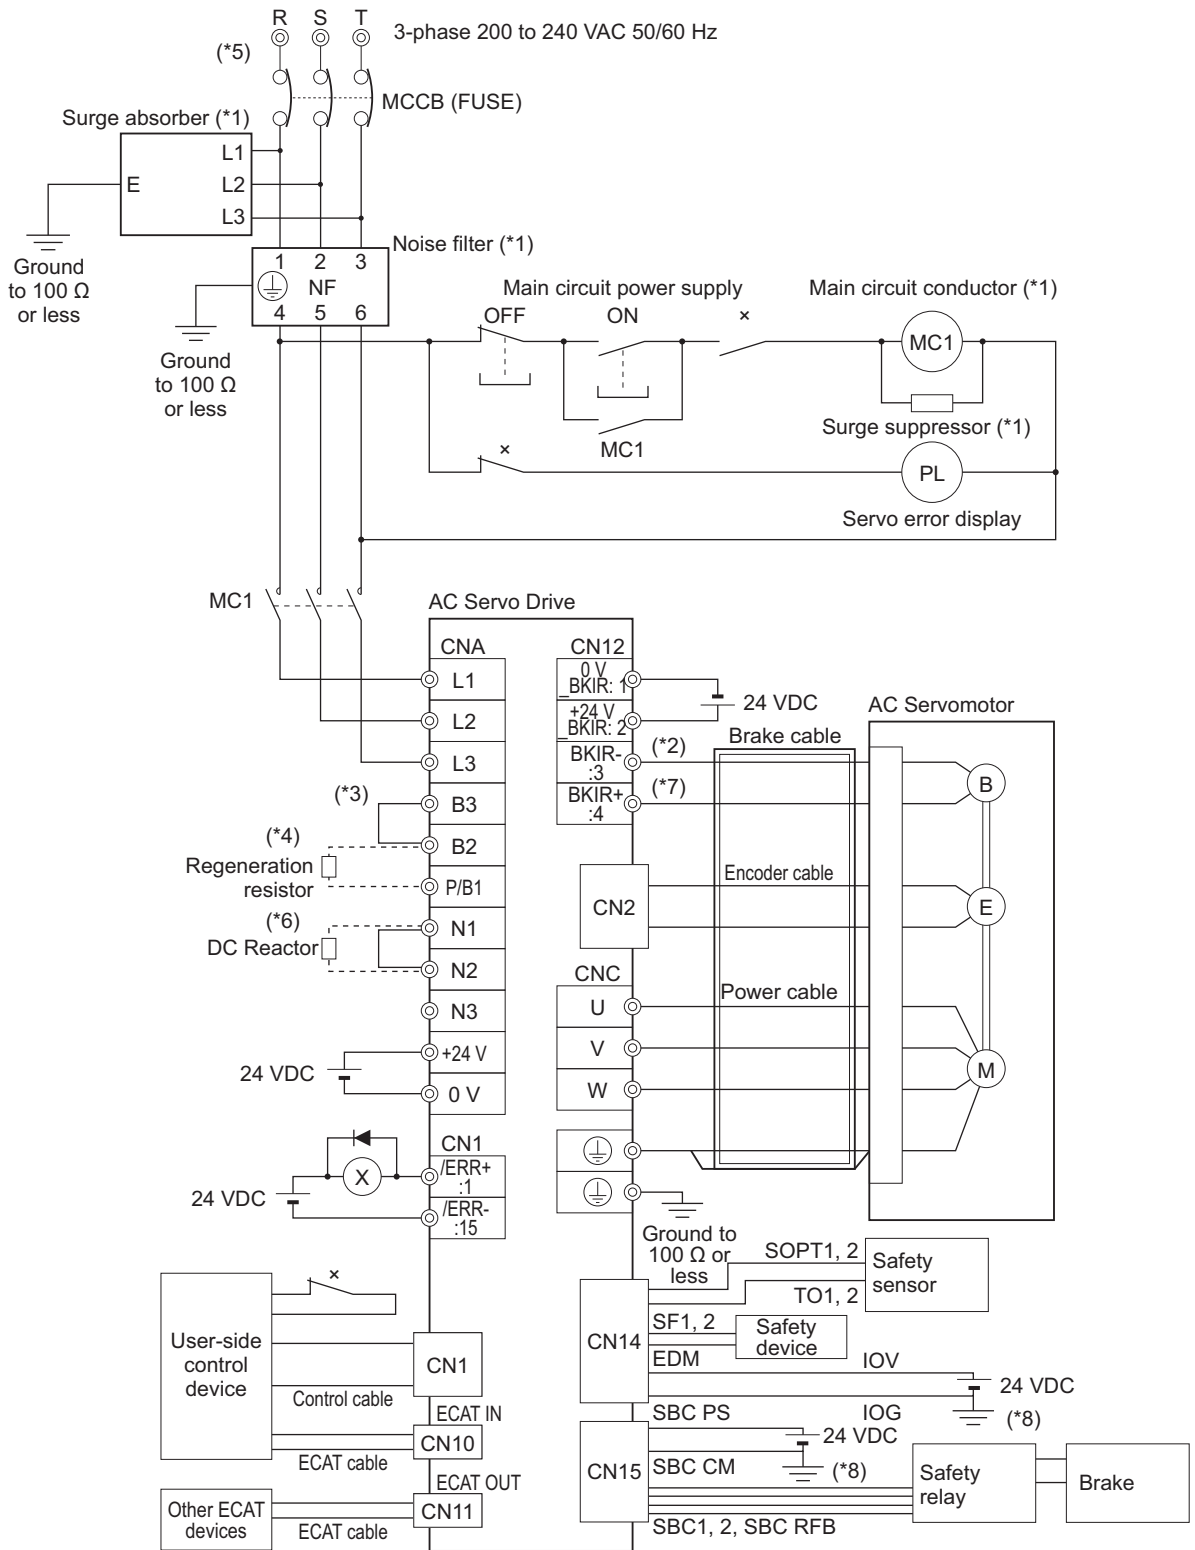 R S T
3-phase 200 to 240 VAC 50/60 Hz
(*5)
MCCB (FUSE)
Surge absorber (*1)
L1
E
L2
L3
Ground
to 100 Ω
or less
Noise filter (*1)
1 2 3
NF
4 5 6
Ground
to 100 Ω
or less
Main circuit power supply
OFF
ON
×
Main circuit conductor (*1)
MC1
Surge suppressor (*1)
MC1
×
PL
Servo error display
MC1
AC Servo Drive
CNA
L1
L2
L3
(*3)
B3
(*4)
B2
Regeneration
resistor
P/B1
(*6)
N1
DC Reactor
N2
N3
+24 V
24 VDC
0 V
CN1
X
/ERR+
:1
24 VDC
/ERR-
:15
CN12
0 V
_BKIR: 1
24 VDC
+24 V
_BKIR: 2
BKIR-
:3
(*2)
BKIR+
:4
(*7)
Brake cable
AC Servomotor
B
Encoder cable
CN2
E
CNC
Power cable
U
V
W
M
Ground to
100 Ω or
less
SOPT1, 2
TO1, 2
Safety
sensor
CN14
SF1, 2
Safety
device
EDM
IOV
24 VDC
IOG
(*8)
SBC PS
24 VDC
CN15
SBC CM
(*8)
Safety
relay
Brake
SBC1, 2, SBC RFB
×
User-side
control
device
CN1
Control cable
ECAT IN
CN10
ECAT cable
ECAT OUT
Other ECAT
devices
CN11
ECAT cable